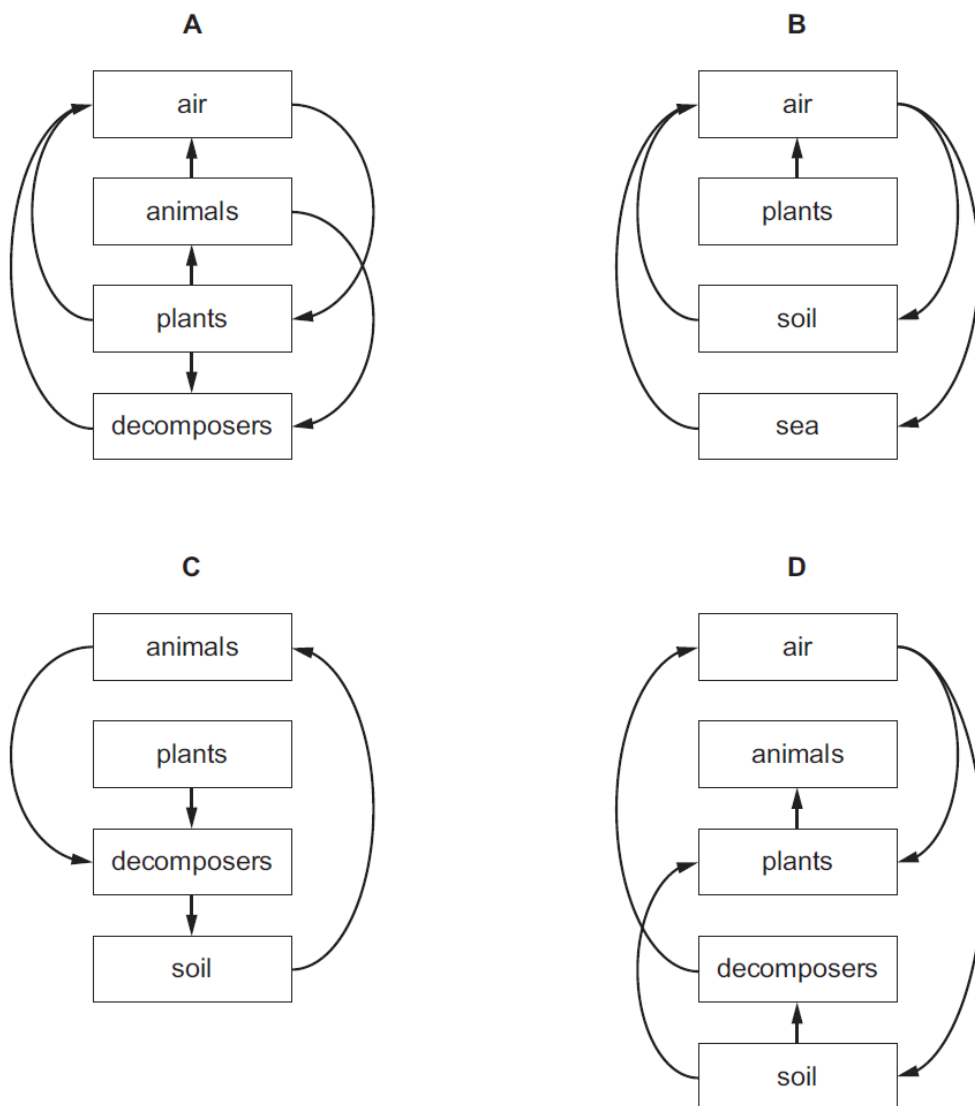 A
air
animals
plants
decomposers
B
air
plants
soil
sea
C
animals
plants
decomposers
soil
D
air
animals
plants
decomposers
soil